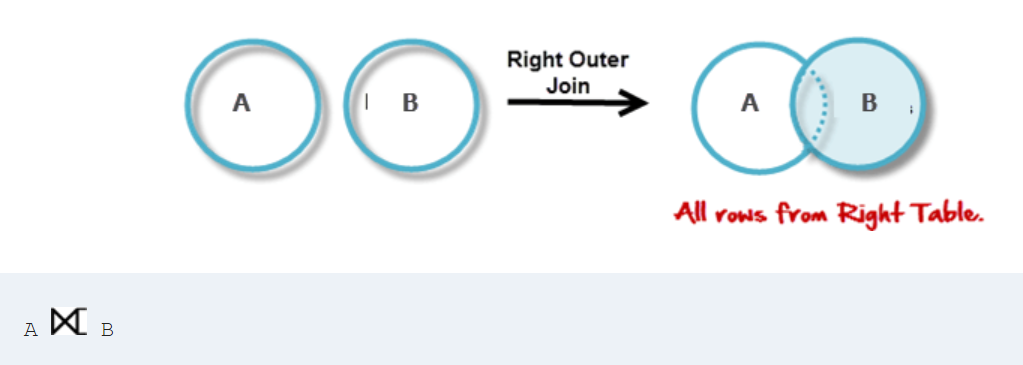 A
B
Right Outer
Join
A
B
All rows from Right Table.
A ⟖ B